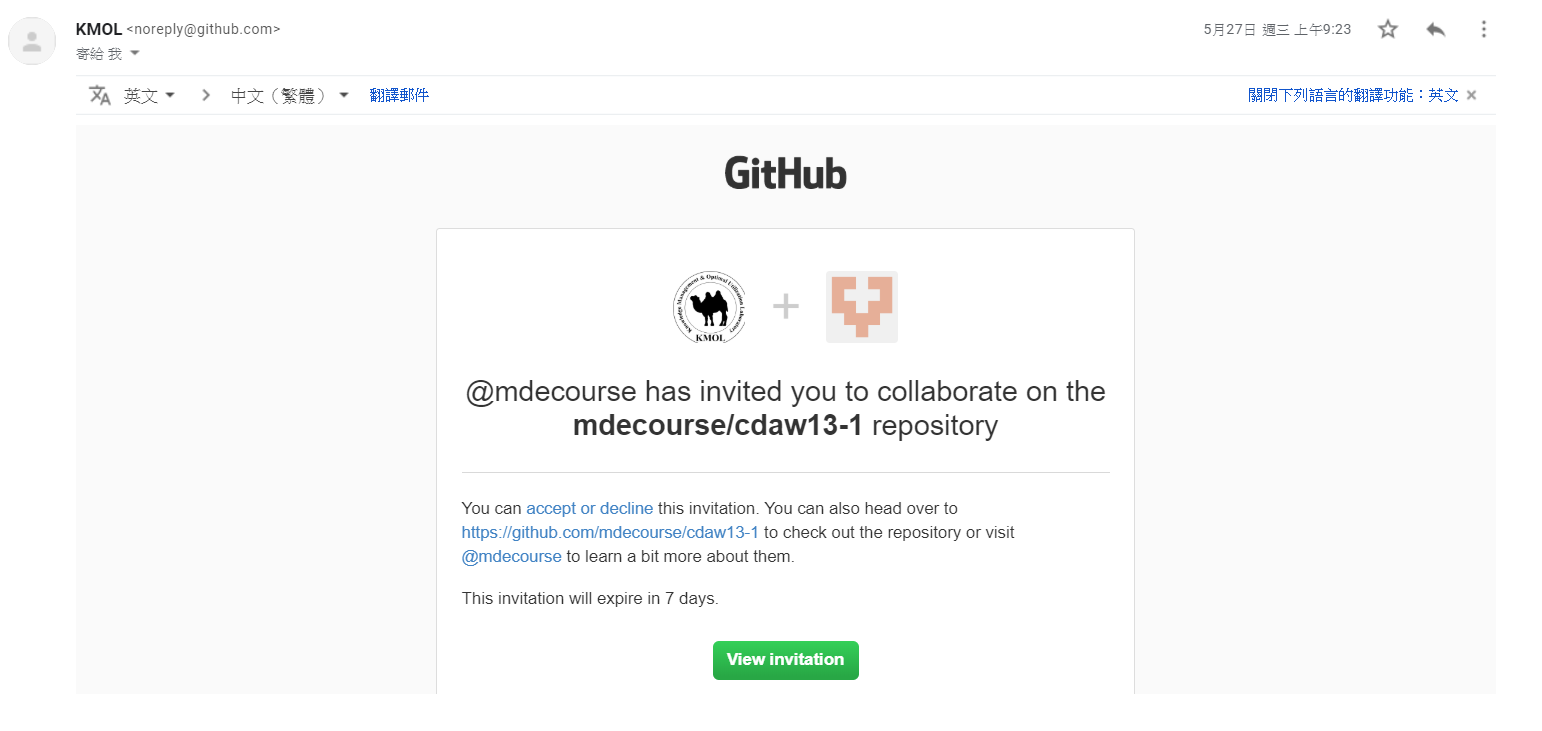 KMOL <noreply@github.com>
5月27日 週三 上午9:23
寄給 我
英文
中文（繁體）
翻譯郵件
關閉下列語言的翻譯功能：英文
GitHub
Knowledge Management & Optimal Utilization Laboratory
KMOL
@mdecourse has invited you to collaborate on the
mdecourse/cdaw13-1 repository
You can accept or decline this invitation. You can also head over to
https://github.com/mdecourse/cdaw13-1 to check out the repository or visit
@mdecourse to learn a bit more about them.
This invitation will expire in 7 days.
View invitation